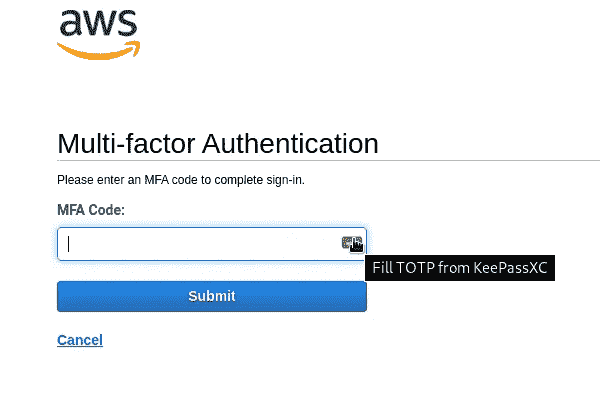 aws
Multi-factor Authentication
Please enter an MFA code to complete sign-in.
MFA Code:
Fill TOTP from KeePassXC
Submit
Cancel